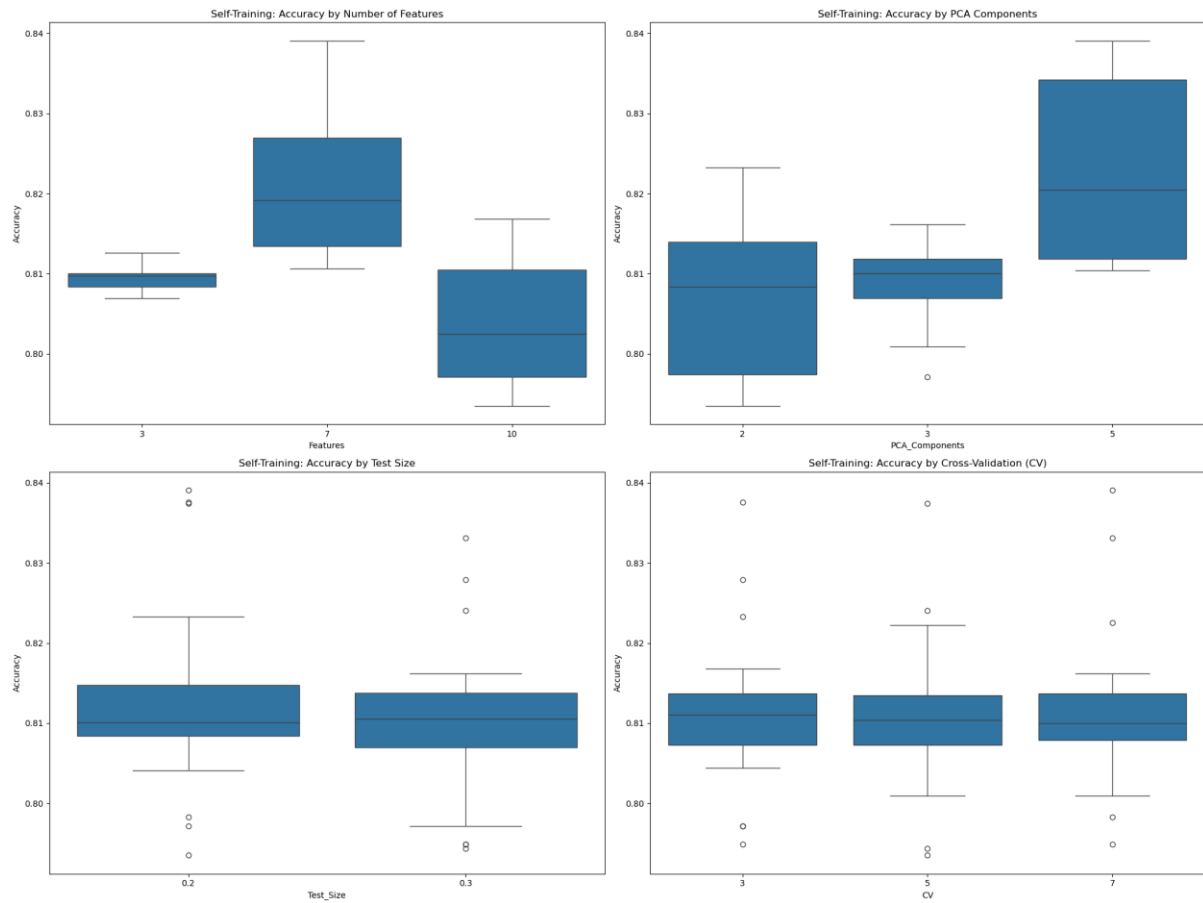 Self-Training: Accuracy by Number of Features
0.84
0.83
0.82
0.81
0.80
Accuracy
3 7 10
Features
Self-Training: Accuracy by PCA Components
0.84
0.83
0.82
0.81
0.80
Accuracy
2 3 5
PCA_Components
Self-Training: Accuracy by Test Size
0.84
0.83
0.82
0.81
0.80
Accuracy
0.2 0.3
Test_Size
Self-Training: Accuracy by Cross-Validation (CV)
0.84
0.83
0.82
0.81
0.80
Accuracy
3 5 7
CV